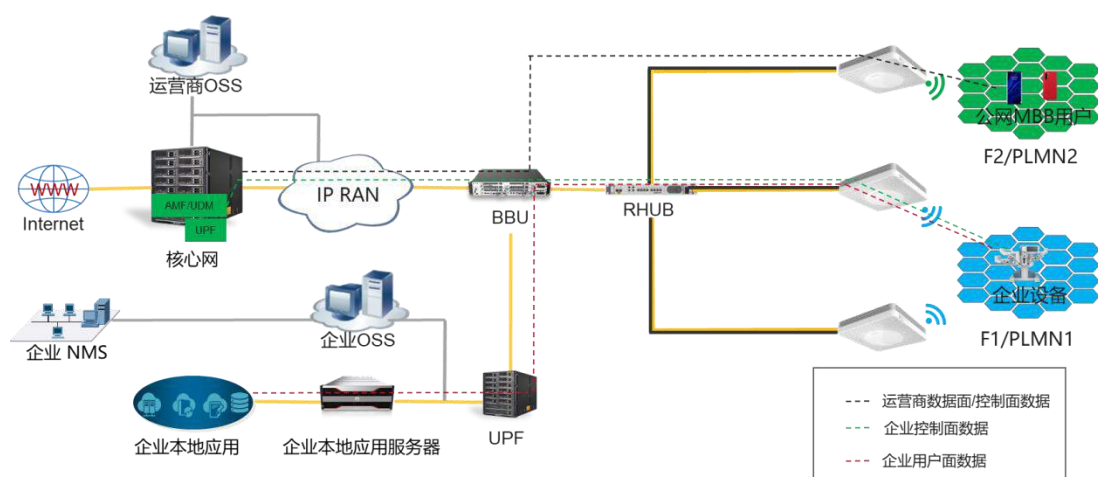 运营商OSS
公网MBB用户
F2/PLMN2
WWW
Internet
AMF/UDM
UPF
核心网
IP RAN
BBU
RHUB
企业设备
F1/PLMN1
企业 NMS
企业OSS
企业本地应用
企业本地应用服务器
UPF
运营商数据面/控制面数据
企业控制面数据
企业用户面数据